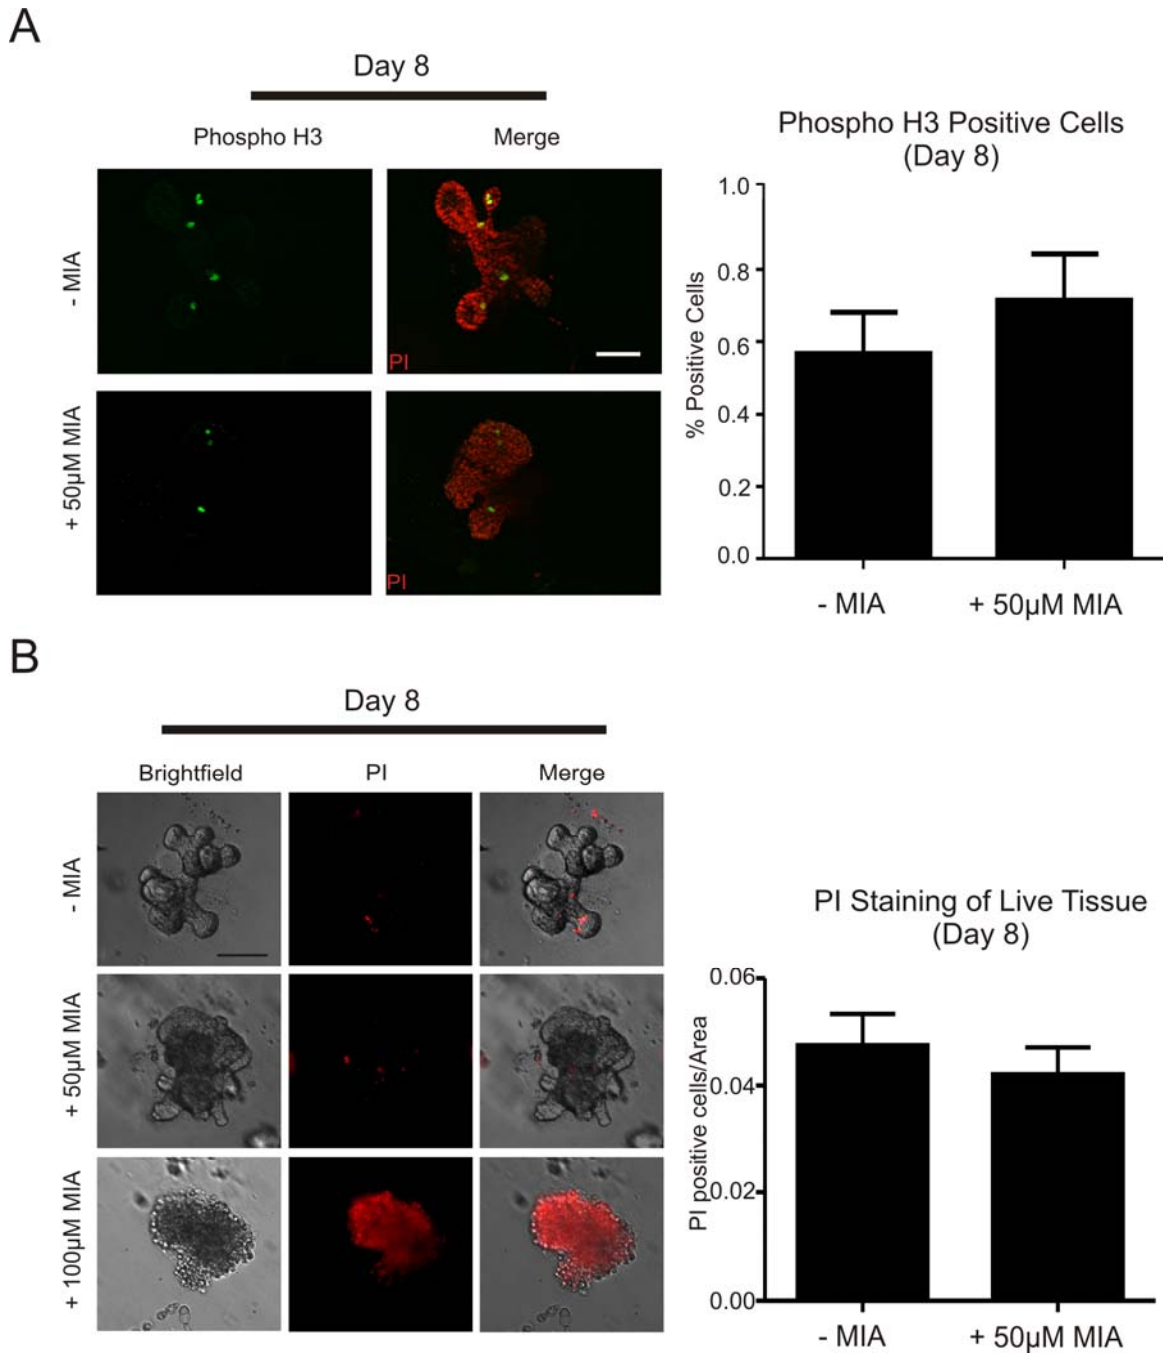 A
Day 8
Phospho H3
Merge
- MIA
PI
+ 50µM MIA
PI
Phospho H3 Positive Cells
(Day 8)
% Positive Cells
1.0
0.8
0.6
0.4
0.2
0.0
- MIA
+ 50µM MIA
B
Day 8
Brightfield
PI
Merge
- MIA
+ 50µM MIA
+ 100µM MIA
PI Staining of Live Tissue
(Day 8)
PI positive cells/Area
0.06
0.04
0.02
0.00
- MIA
+ 50µM MIA